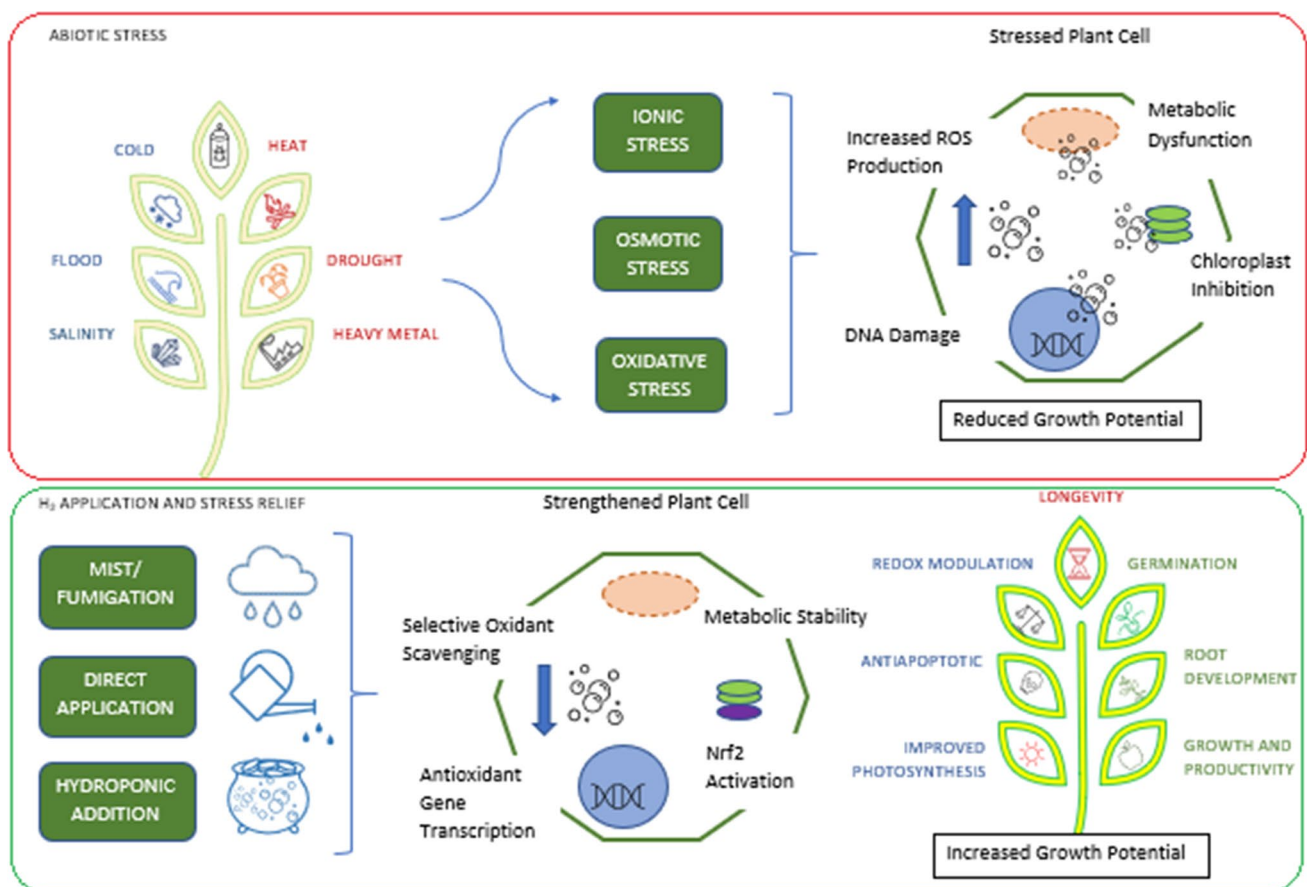 ABIOTIC STRESS
COLD
HEAT
FLOOD
DROUGHT
SALINITY
HEAVY METAL
IONIC
STRESS
OSMOTIC
STRESS
OXIDATIVE
STRESS
Stressed Plant Cell
Increased ROS
Production
Metabolic
Dysfunction
Chloroplast
Inhibition
DNA Damage
Reduced Growth Potential
H₂ APPLICATION AND STRESS RELIEF
MIST/
FUMIGATION
DIRECT
APPLICATION
HYDROPONIC
ADDITION
Strengthened Plant Cell
Selective Oxidant
Scavenging
Metabolic Stability
Nrf2
Activation
Antioxidant
Gene
Transcription
LONGEVITY
REDOX MODULATION
GERMINATION
ANTIAPOPTOTIC
ROOT
DEVELOPMENT
IMPROVED
PHOTOSYNTHESIS
GROWTH AND
PRODUCTIVITY
Increased Growth Potential